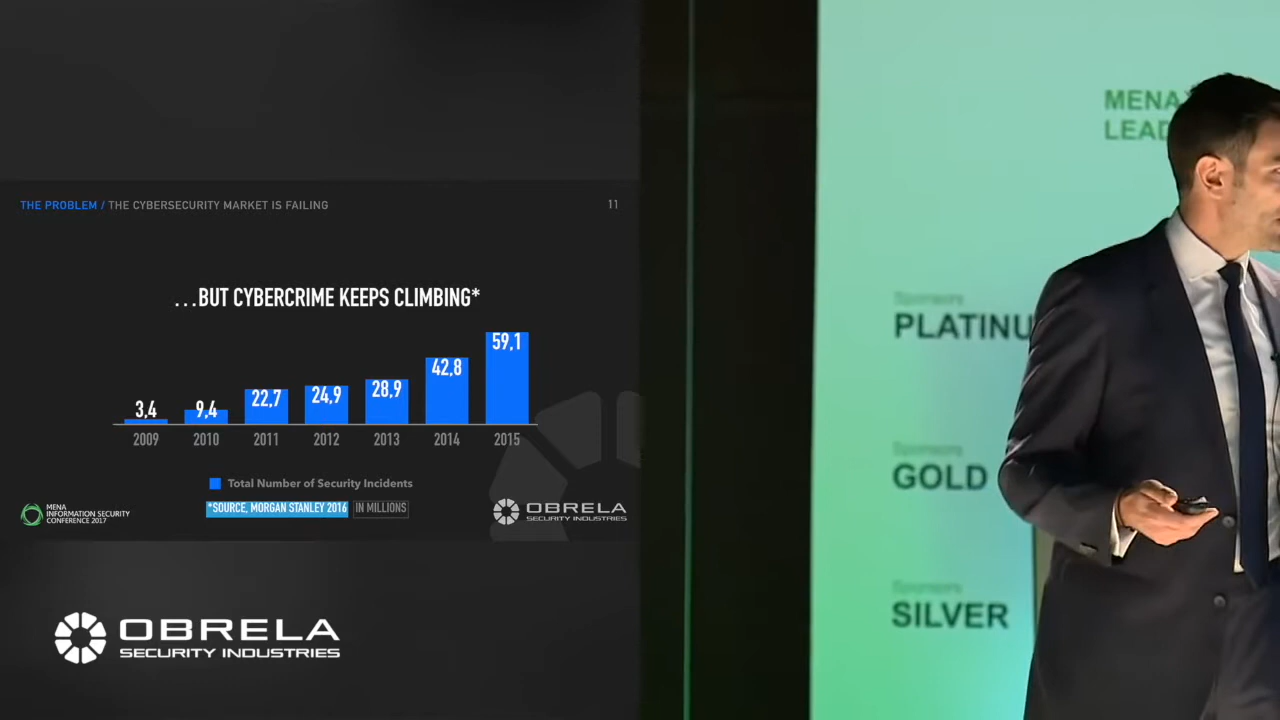 THE PROBLEM / THE CYBERSECURITY MARKET IS FAILING
11
...BUT CYBERCRIME KEEPS CLIMBING*
3,4
9,4
22,7
24,9
28,9
42,8
59,1
2009 2010 2011 2012 2013 2014 2015
Total Number of Security Incidents
*SOURCE, MORGAN STANLEY 2016 IN MILLIONS
MENA
INFORMATION SECURITY
CONFERENCE 2017
OBRELA
SECURITY INDUSTRIES
OBRELA
SECURITY INDUSTRIES
MENA
LEAD
Sponsors
PLATINU
Sponsors
GOLD
Sponsors
SILVER